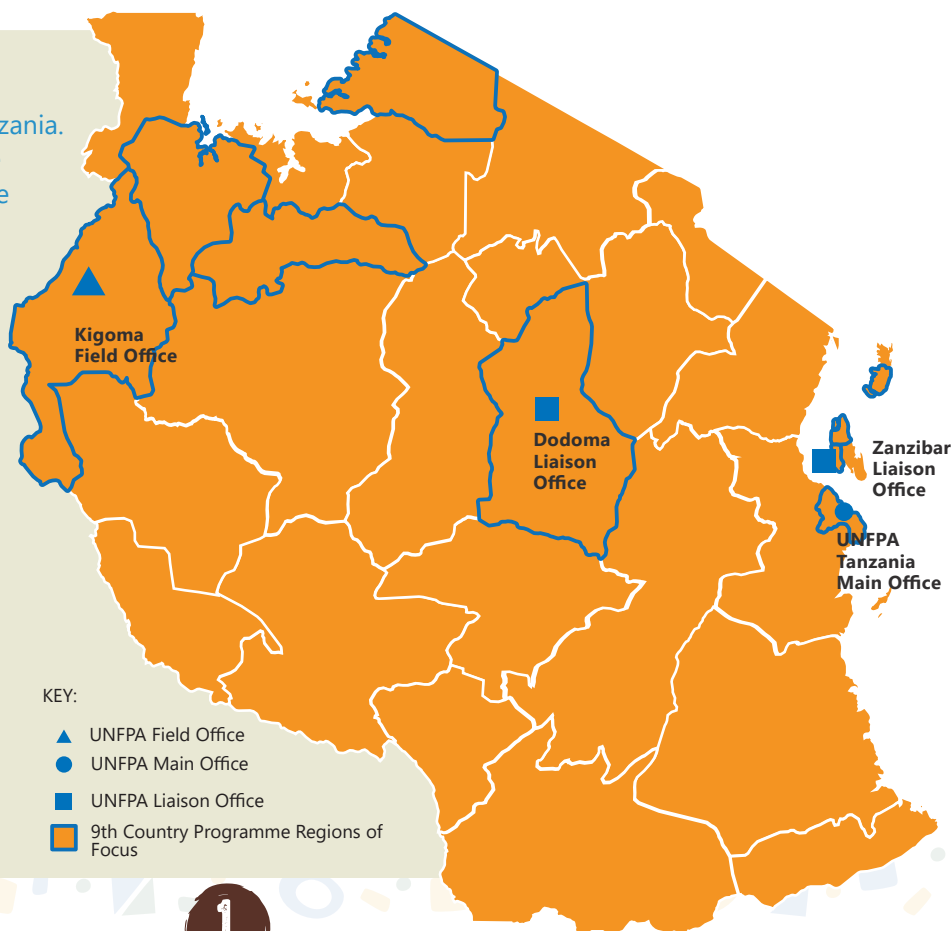 zania.
e
Kigoma
Field Office
Dodoma
Liaison
Office
Zanzibar
Liaison
Office
UNFPA
Tanzania
Main Office
KEY:
UNFPA Field Office
UNFPA Main Office
UNFPA Liaison Office
9th Country Programme Regions of
Focus
1